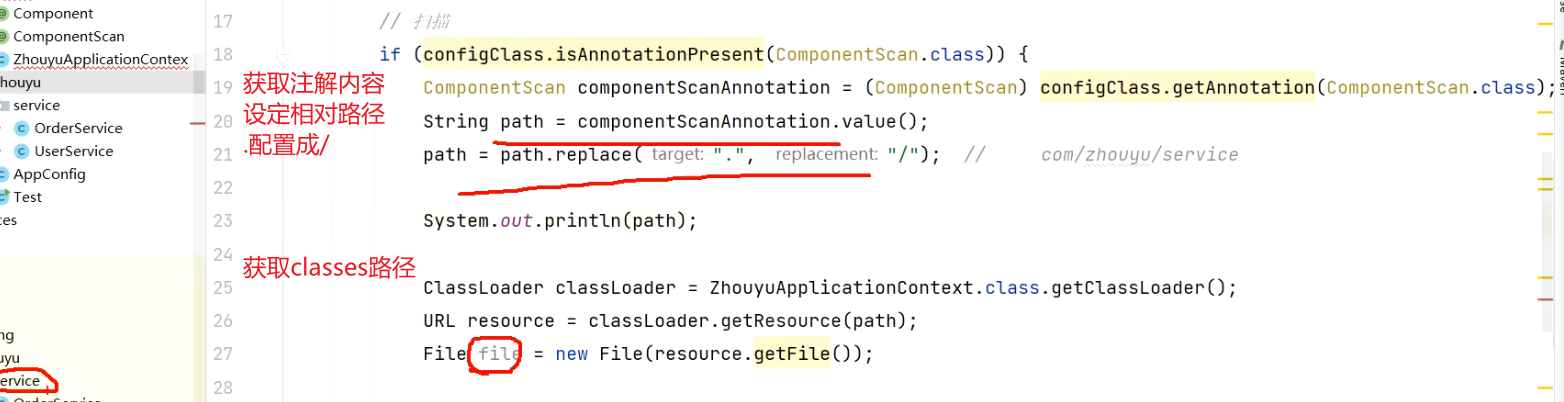 Component
ComponentScan
ZhouyuApplicationContex
houyu
service
OrderService
UserService
AppConfig
Test
ces
ng
uyu
ervice
17 // 扫描
18 if (configClass.isAnnotationPresent(ComponentScan.class)) {
获取注解内容
19 ComponentScan componentScanAnnotation = (ComponentScan) configClass.getAnnotation(ComponentScan.class);
设定相对路径
20 String path = componentScanAnnotation.value();
.配置成/
21 path = path.replace( target: ".", replacement: "/"); // com/zhouyu/service
22
23 System.out.println(path);
24
获取classes路径
25 ClassLoader classLoader = ZhouyuApplicationContext.class.getClassLoader();
26 URL resource = classLoader.getResource(path);
27 File file = new File(resource.getFile());
28